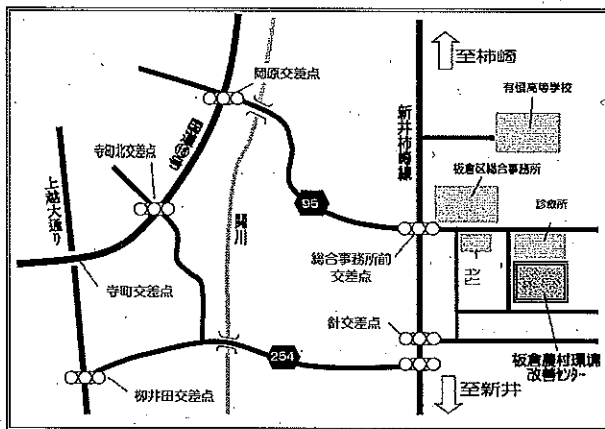 至柿崎
岡原交差点
有恒高等学校
新井柿崎線
寺町北交差点
板倉区総合事務所
上越大通り
診療所
95
関川
総合事務所前
交差点
コンビニ
寺町交差点
針交差点
254
板倉農村環境
改善センター
柳井田交差点
至新井